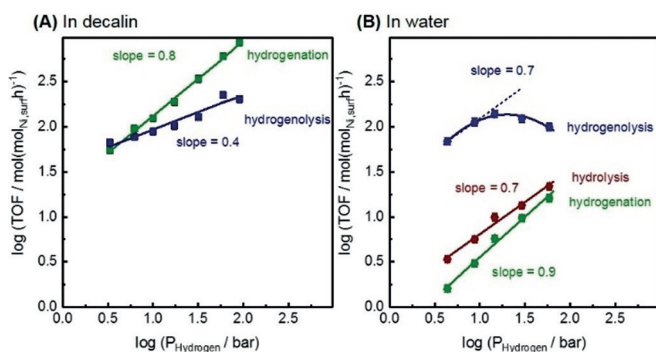 (A) In decalin
(B) In water
slope = 0.8
hydrogenation
hydrogenolysis
slope = 0.4
log (TOF / mol(mol_Ni,surf h)⁻¹)
2.5
2.0
1.5
1.0
0.5
0.0
0.0 0.5 1.0 1.5 2.0 2.5
log (P_Hydrogen / bar)
slope = 0.7
hydrogenolysis
slope = 0.7
hydrolysis
hydrogenation
slope = 0.9
log (TOF / mol(mol_Ni,surf h)⁻¹)
2.5
2.0
1.5
1.0
0.5
0.0
0.0 0.5 1.0 1.5 2.0 2.5
log (P_Hydrogen / bar)